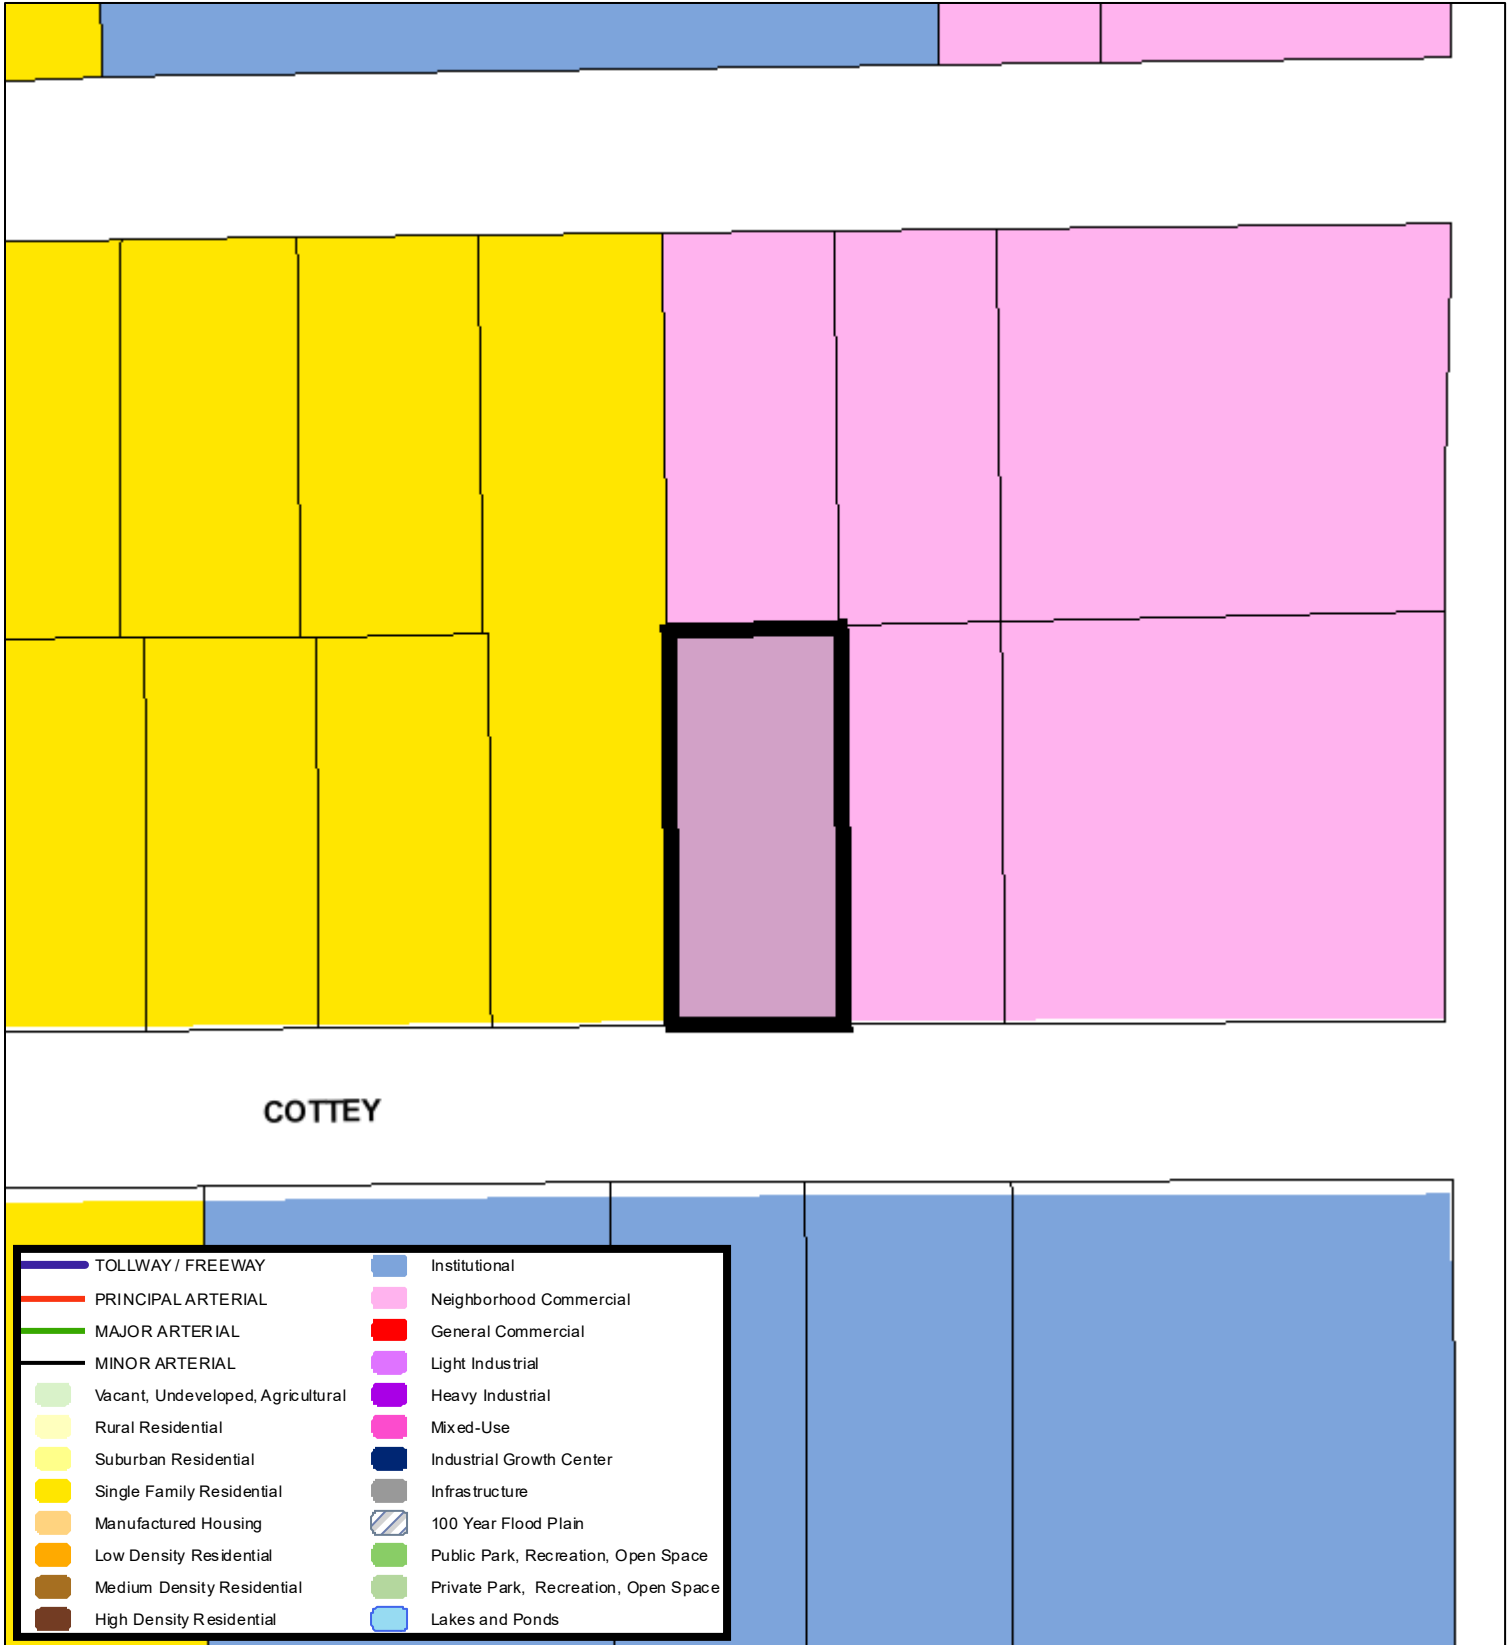 COTTEY
TOLLWAY / FREEWAY
PRINCIPAL ARTERIAL
MAJOR ARTERIAL
MINOR ARTERIAL
Vacant, Undeveloped, Agricultural
Rural Residential
Suburban Residential
Single Family Residential
Manufactured Housing
Low Density Residential
Medium Density Residential
High Density Residential
Institutional
Neighborhood Commercial
General Commercial
Light Industrial
Heavy Industrial
Mixed-Use
Industrial Growth Center
Infrastructure
100 Year Flood Plain
Public Park, Recreation, Open Space
Private Park, Recreation, Open Space
Lakes and Ponds